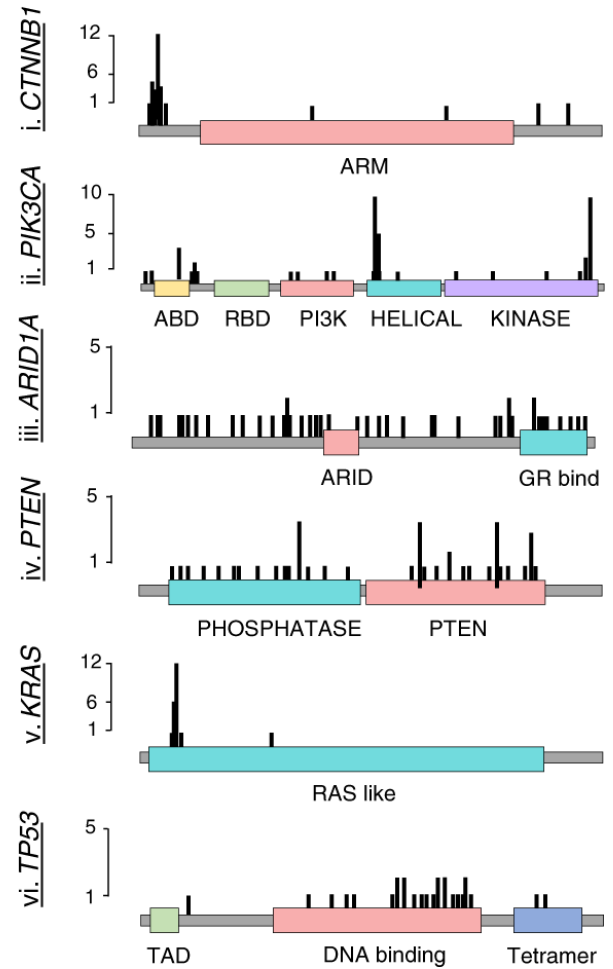 i. CTNNB1
12
6
1
ARM
ii. PIK3CA
10
5
1
ABD RBD PI3K HELICAL KINASE
iii. ARID1A
5
1
ARID GR bind
iv. PTEN
5
1
PHOSPHATASE PTEN
v. KRAS
12
6
1
RAS like
vi. TP53
5
1
TAD DNA binding Tetramer